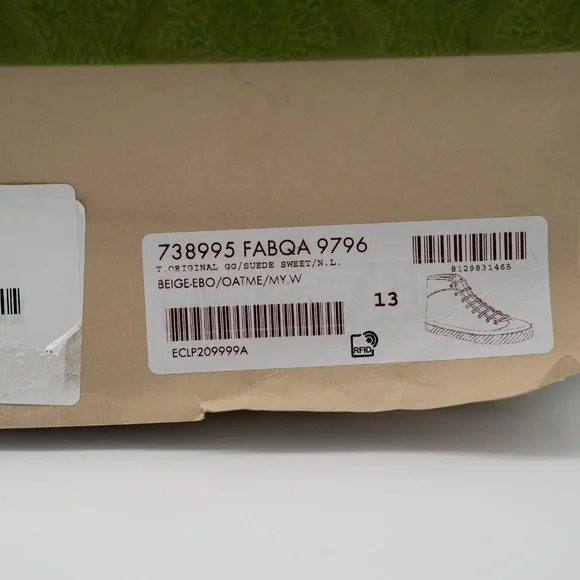 738995 FABQA 9796
T.ORIGINAL GG/SUEDE SWEET/N.L.
BEIGE-EBO/OATME/MY.W
8129831465
13
ECLP209999A
RFID